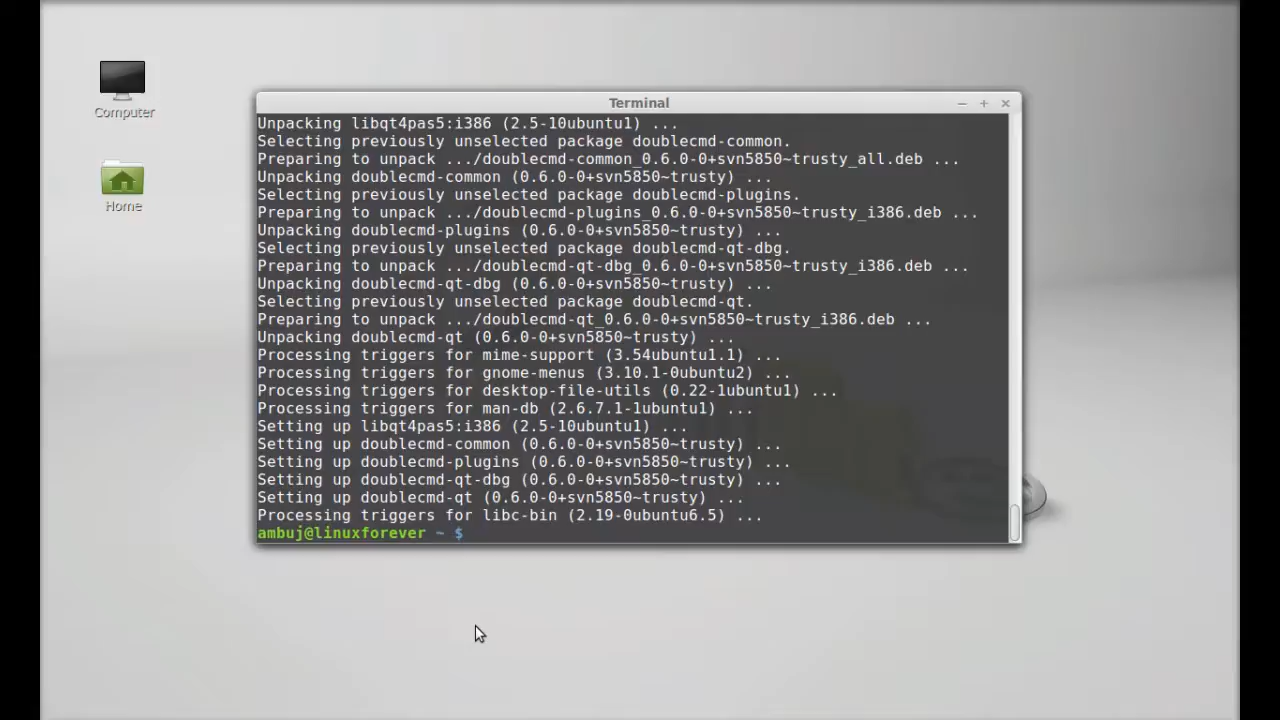 Computer
Home
Terminal
Unpacking libqt4pas5:i386 (2.5-10ubuntu1) ...
Selecting previously unselected package doublecmd-common.
Preparing to unpack .../doublecmd-common_0.6.0-0+svn5850~trusty_all.deb ...
Unpacking doublecmd-common (0.6.0-0+svn5850~trusty) ...
Selecting previously unselected package doublecmd-plugins.
Preparing to unpack .../doublecmd-plugins_0.6.0-0+svn5850~trusty_i386.deb ...
Unpacking doublecmd-plugins (0.6.0-0+svn5850~trusty) ...
Selecting previously unselected package doublecmd-qt-dbg.
Preparing to unpack .../doublecmd-qt-dbg_0.6.0-0+svn5850~trusty_i386.deb ...
Unpacking doublecmd-qt-dbg (0.6.0-0+svn5850~trusty) ...
Selecting previously unselected package doublecmd-qt.
Preparing to unpack .../doublecmd-qt_0.6.0-0+svn5850~trusty_i386.deb ...
Unpacking doublecmd-qt (0.6.0-0+svn5850~trusty) ...
Processing triggers for mime-support (3.54ubuntu1.1) ...
Processing triggers for gnome-menus (3.10.1-0ubuntu2) ...
Processing triggers for desktop-file-utils (0.22-1ubuntu1) ...
Processing triggers for man-db (2.6.7.1-1ubuntu1) ...
Setting up libqt4pas5:i386 (2.5-10ubuntu1) ...
Setting up doublecmd-common (0.6.0-0+svn5850~trusty) ...
Setting up doublecmd-plugins (0.6.0-0+svn5850~trusty) ...
Setting up doublecmd-qt-dbg (0.6.0-0+svn5850~trusty) ...
Setting up doublecmd-qt (0.6.0-0+svn5850~trusty) ...
Processing triggers for libc-bin (2.19-0ubuntu6.5) ...
ambuj@linuxforever ~ $